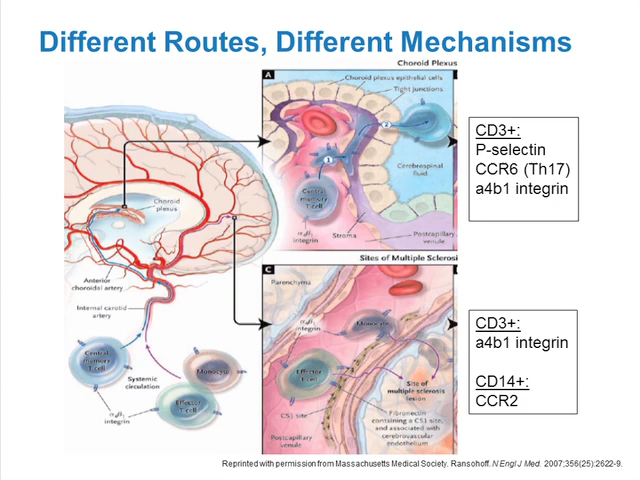 Different Routes, Different Mechanisms
Choroid Plexus
A
Choroid plexus epithelial cells
Tight junctions
2
1
Cerebrospinal
fluid
Central
memory
T cell
α4β1
integrin
Stroma
Postcapillary
venule
CD3+:
P-selectin
CCR6 (Th17)
a4b1 integrin
Choroid
plexus
Anterior
choroidal artery
Internal carotid
artery
Central
memory
T cell
Monocyte
Systemic
circulation
Effector
T cell
α4β1
integrin
Sites of Multiple Sclerosi
C
Parenchyma
α4β1
integrin
Monocyte
Effector
T cell
Site of
multiple sclerosis
lesion
CS1 site
Fibronectin
containing a CS1 site,
and associated with
cerebrovascular
endothelium
Postcapillary
venule
CD3+:
a4b1 integrin
CD14+:
CCR2
Reprinted with permission from Massachusetts Medical Society. Ransohoff. N Engl J Med. 2007;356(25):2622-9.